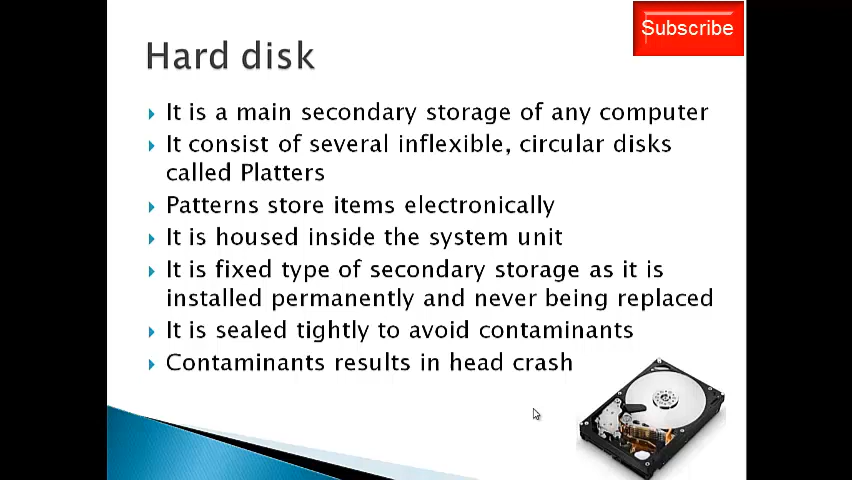 Subscribe
Hard disk
It is a main secondary storage of any computer
It consist of several inflexible, circular disks
called Platters
Patterns store items electronically
It is housed inside the system unit
It is fixed type of secondary storage as it is
installed permanently and never being replaced
It is sealed tightly to avoid contaminants
Contaminants results in head crash